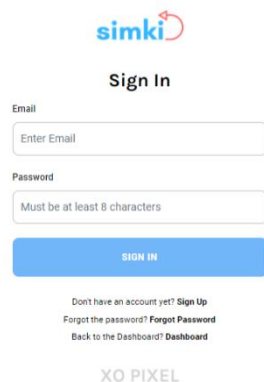 simki
Sign In
Email
Enter Email
Password
Must be at least 8 characters
SIGN IN
Don't have an account yet? Sign Up
Forgot the password? Forgot Password
Back to the Dashboard? Dashboard
XO PIXEL